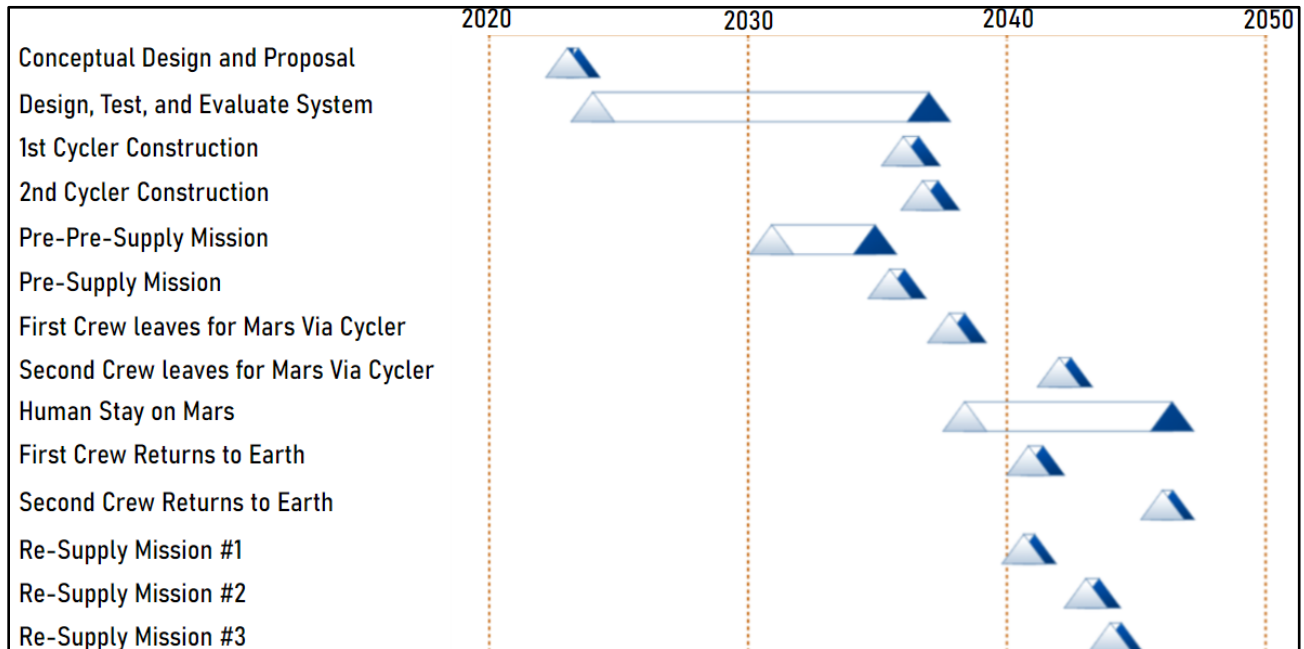 2020 2030 2040 2050
Conceptual Design and Proposal
Design, Test, and Evaluate System
1st Cycler Construction
2nd Cycler Construction
Pre-Pre-Supply Mission
Pre-Supply Mission
First Crew leaves for Mars Via Cycler
Second Crew leaves for Mars Via Cycler
Human Stay on Mars
First Crew Returns to Earth
Second Crew Returns to Earth
Re-Supply Mission #1
Re-Supply Mission #2
Re-Supply Mission #3